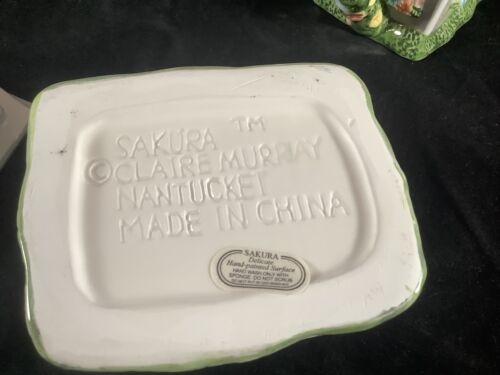 SAKURA TM
©CLAIRE MURRAY
NANTUCKET
MADE IN CHINA
SAKURA
Delicate
Hand-painted Surface
HAND WASH ONLY WITH
SPONGE. DO NOT SCRUB.